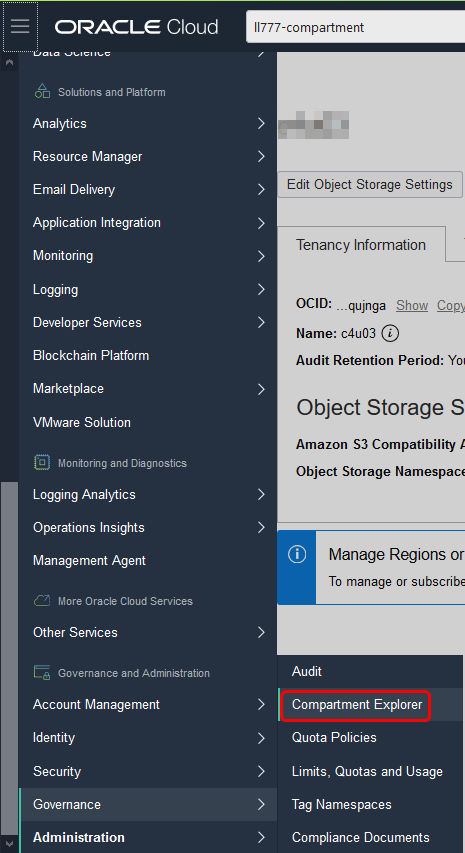 ORACLE Cloud
ll777-compartment
Data Science
Solutions and Platform
Analytics
Resource Manager
Email Delivery
Application Integration
Monitoring
Logging
Developer Services
Blockchain Platform
Marketplace
VMware Solution
Monitoring and Diagnostics
Logging Analytics
Operations Insights
Management Agent
More Oracle Cloud Services
Other Services
Governance and Administration
Account Management
Identity
Security
Governance
Administration
Edit Object Storage Settings
Tenancy Information
OCID: ...qujnga Show Copy
Name: c4u03
Audit Retention Period: You
Object Storage S
Amazon S3 Compatibility A
Object Storage Namespace
Manage Regions or
To manage or subscribe
Audit
Compartment Explorer
Quota Policies
Limits, Quotas and Usage
Tag Namespaces
Compliance Documents